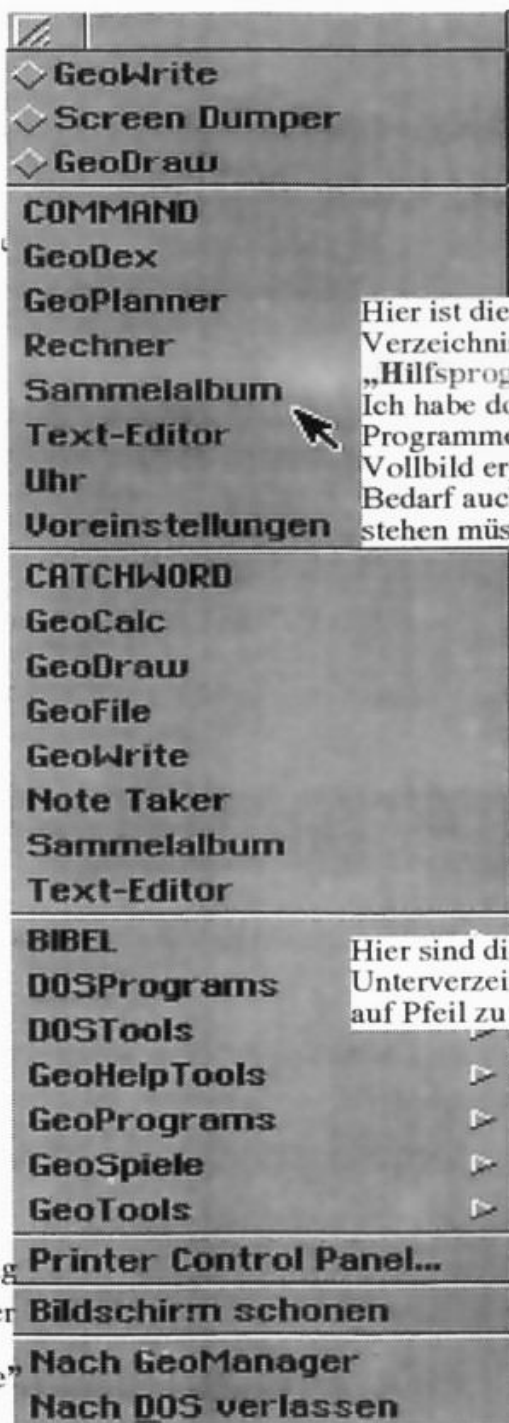 GeoWrite
Screen Dumper
GeoDraw
COMMAND
GeoDex
GeoPlanner
Rechner
Sammelalbum
Text-Editor
Uhr
Voreinstellungen
Hier ist die
Verzeichni
„Hilfsprog
Ich habe do
Programme
Vollbild er
Bedarf auc
stehen müs
CATCHWORD
GeoCalc
GeoDraw
GeoFile
GeoWrite
Note Taker
Sammelalbum
Text-Editor
BIBEL
DOSPrograms
DOSTools
Hier sind di
Unterverzei
auf Pfeil zu
GeoHelpTools
GeoPrograms
GeoSpiele
GeoTools
g Printer Control Panel...
er Bildschirm schonen
e” Nach GeoManager
Nach DOS verlassen